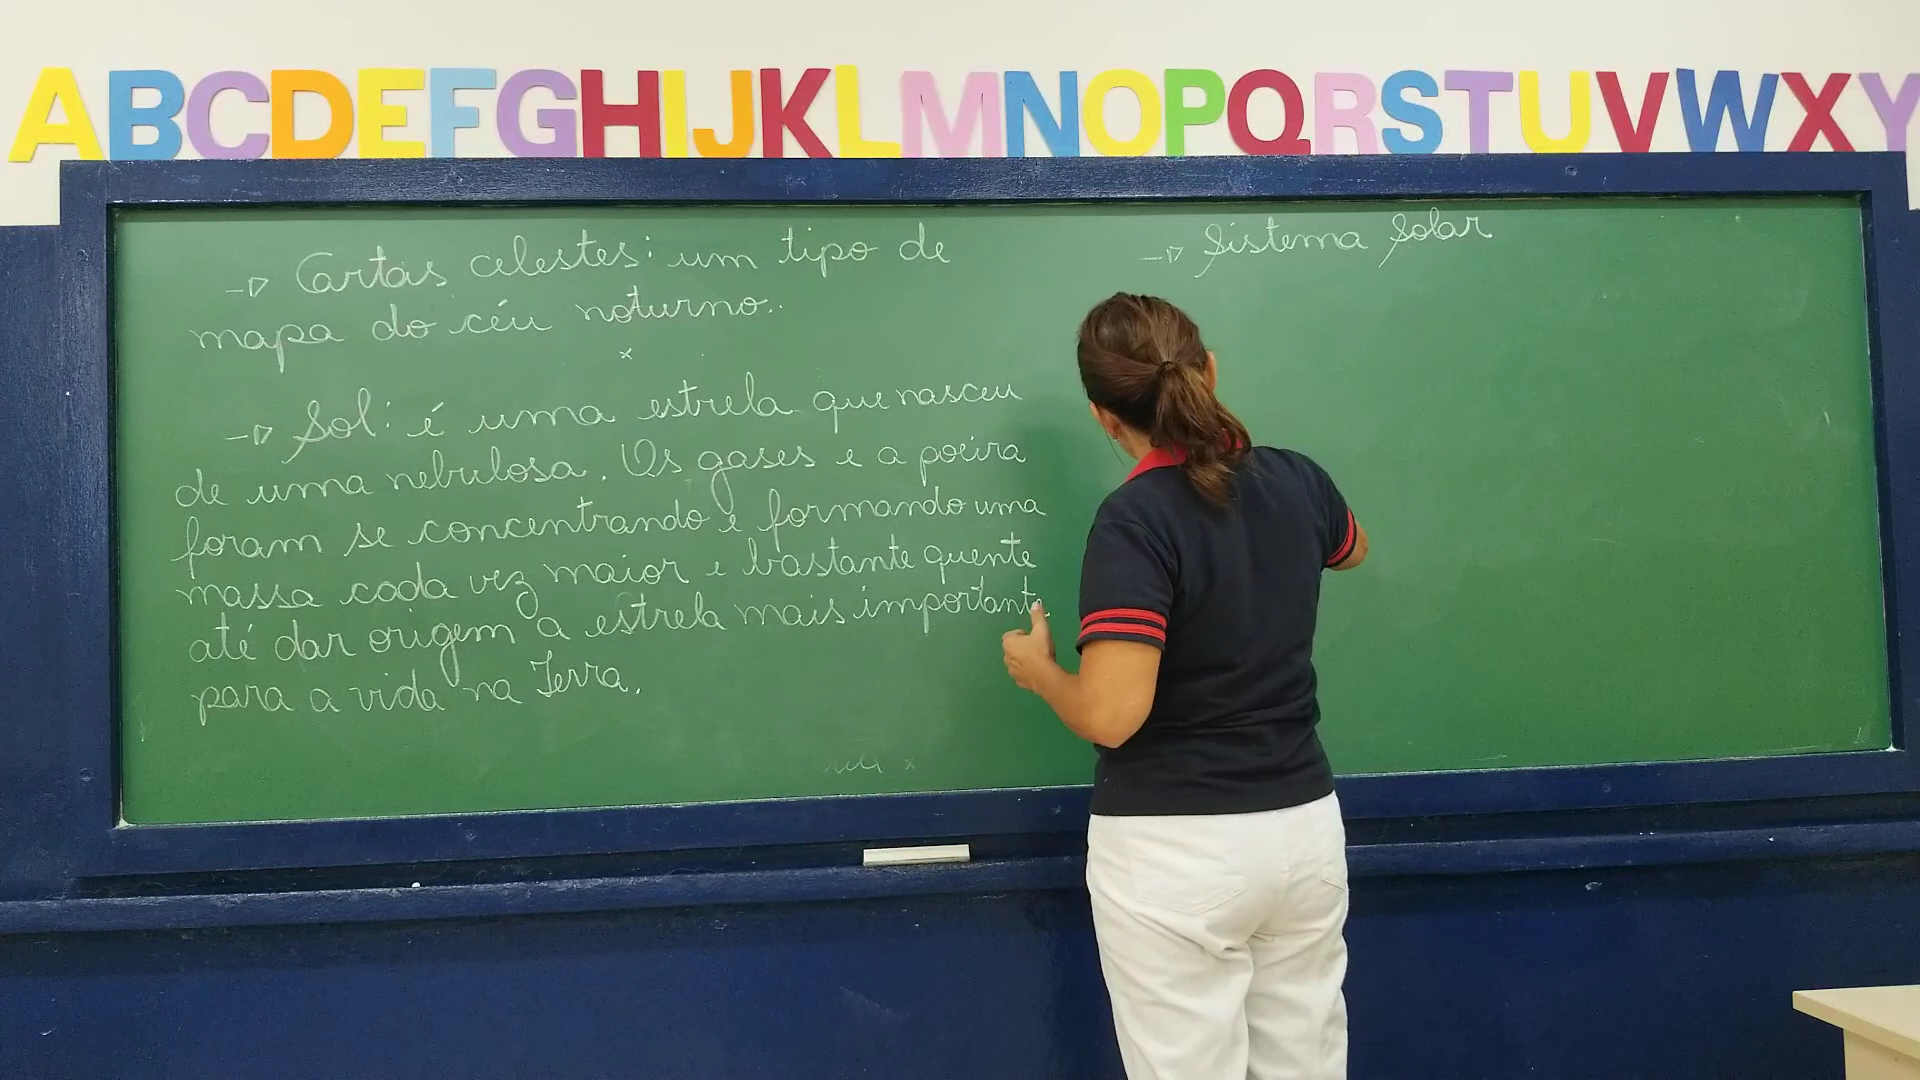 ABCDEFGHIJKLMNOPQRSTUVWXY
→ Cartas celestes: um tipo de
mapa do céu noturno.
x
→ Sol: é uma estrela que nasceu
de uma nebulosa. Os gases e a poeira
foram se concentrando e formando uma
massa cada vez maior e bastante quente
até dar origem a estrela mais importante
para a vida na Terra.
x
→ Sistema Solar